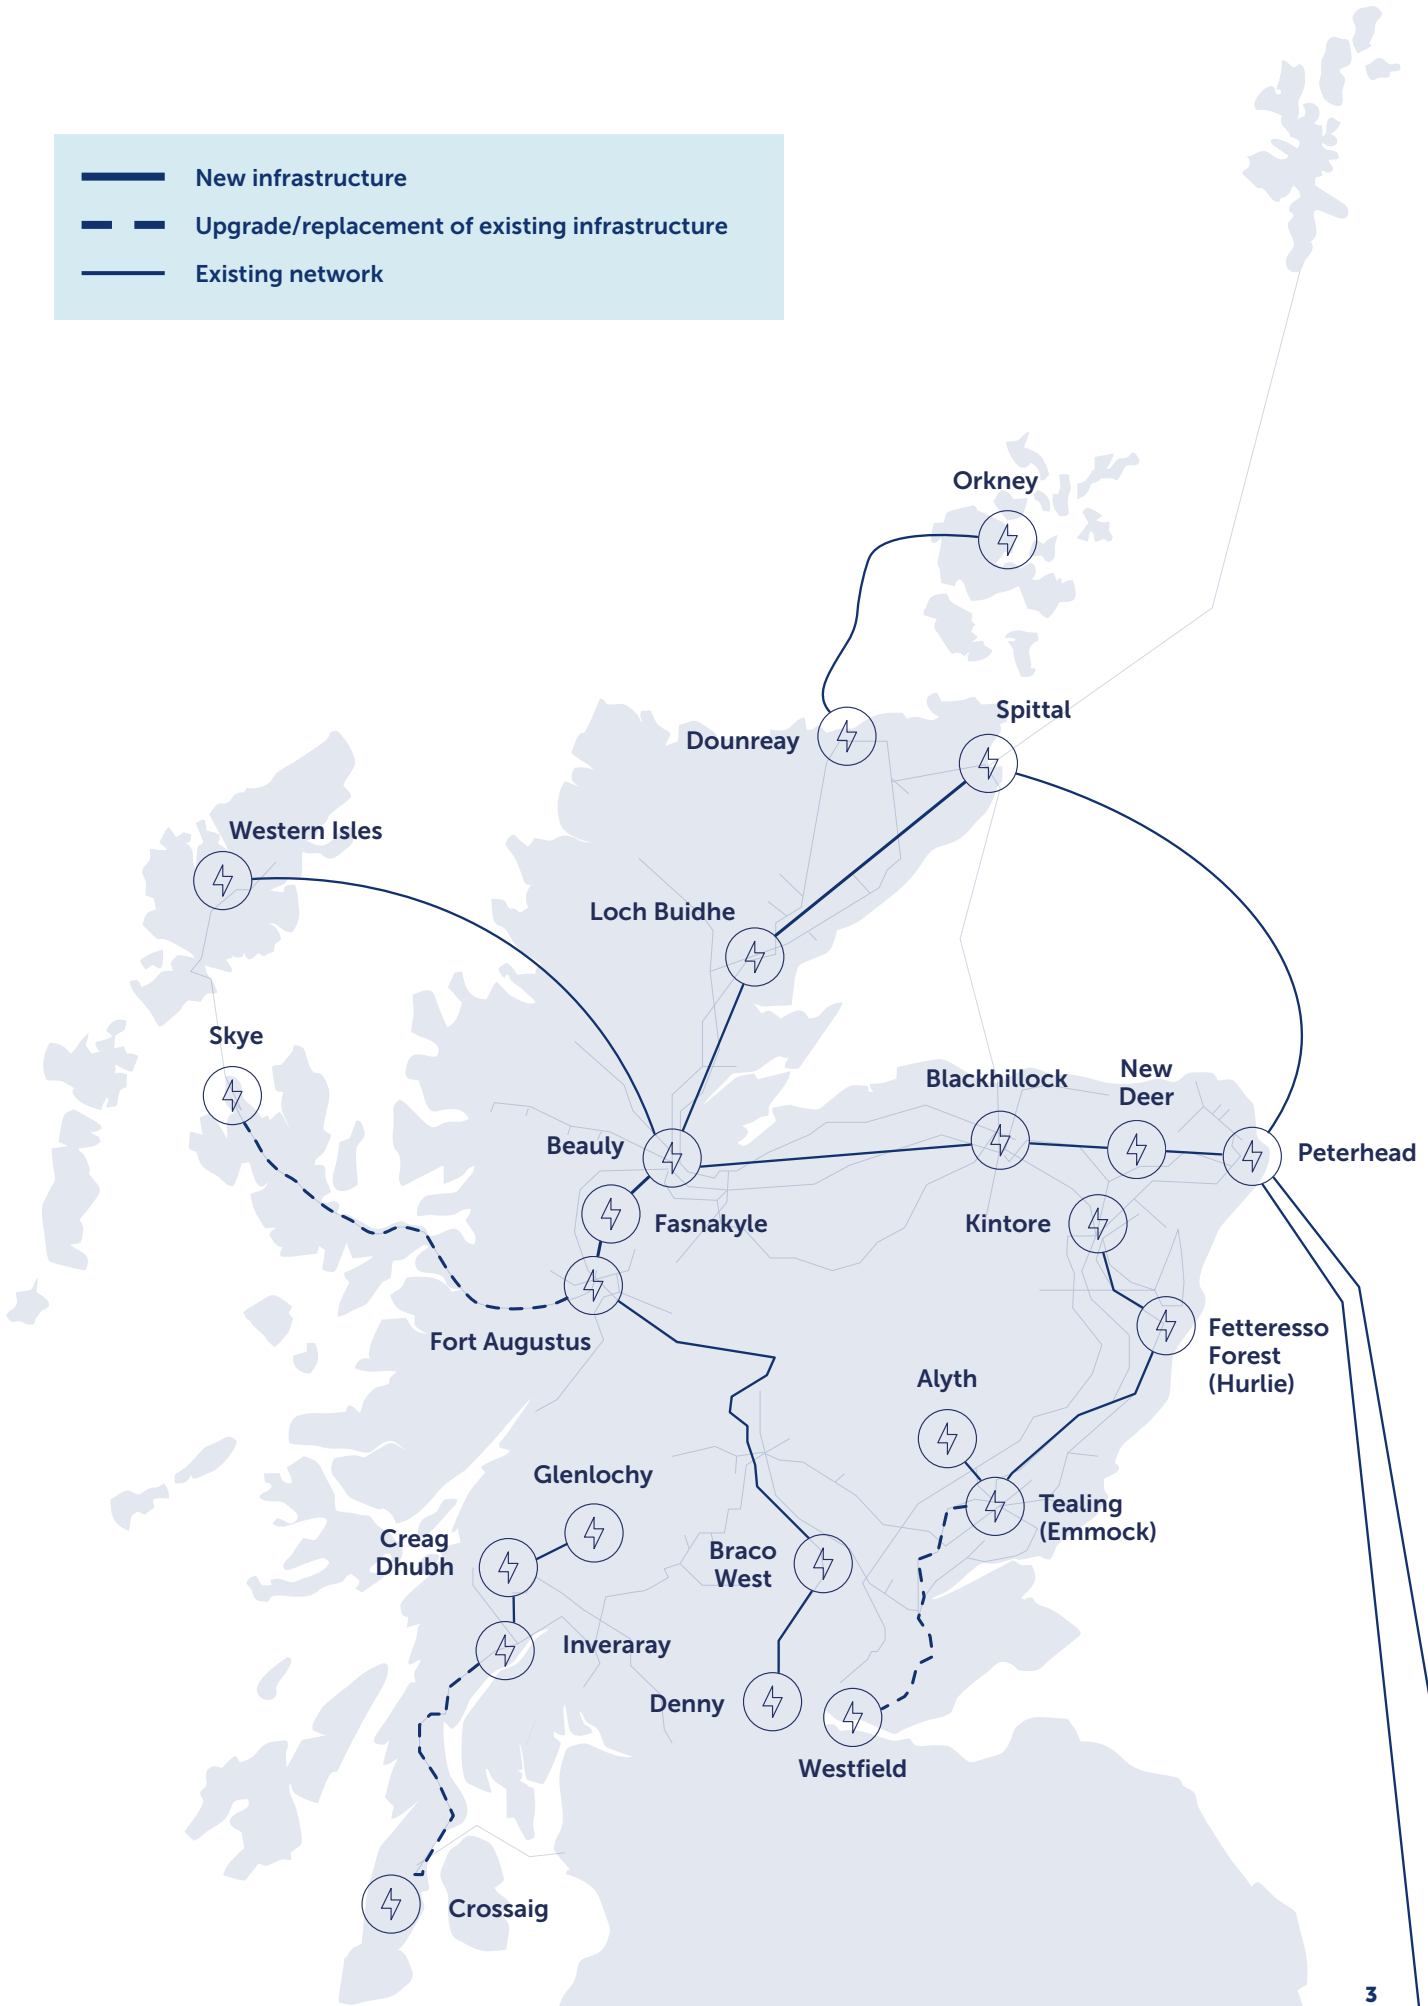 New infrastructure
Upgrade/replacement of existing infrastructure
Existing network
Orkney
Spittal
Dounreay
Western Isles
Loch Buidhe
Skye
Blackhillock
New
Deer
Beauly
Peterhead
Fasnakyle
Kintore
Fort Augustus
Fetteresso
Forest
(Hurlie)
Alyth
Glenlochy
Tealing
(Emmock)
Creag
Dhubh
Braco
West
Inveraray
Denny
Westfield
Crossaig
3